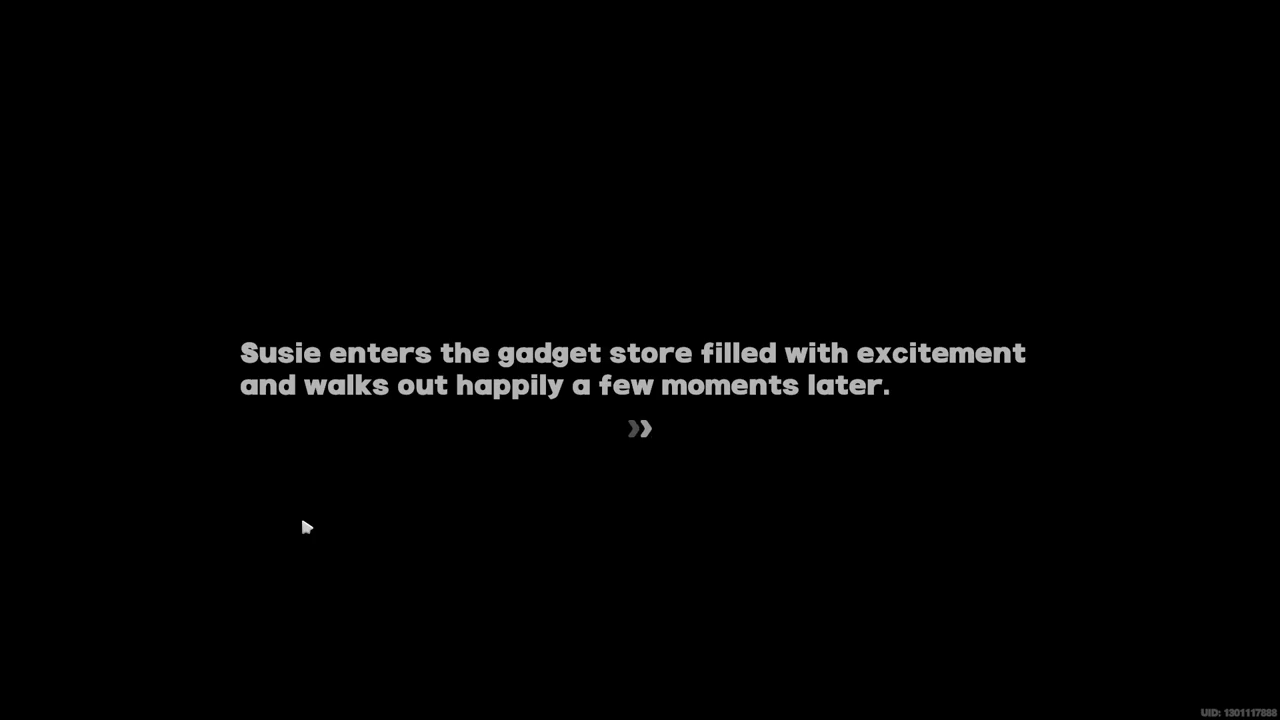 Susie enters the gadget store filled with excitement
and walks out happily a few moments later.
UID: 1301117888